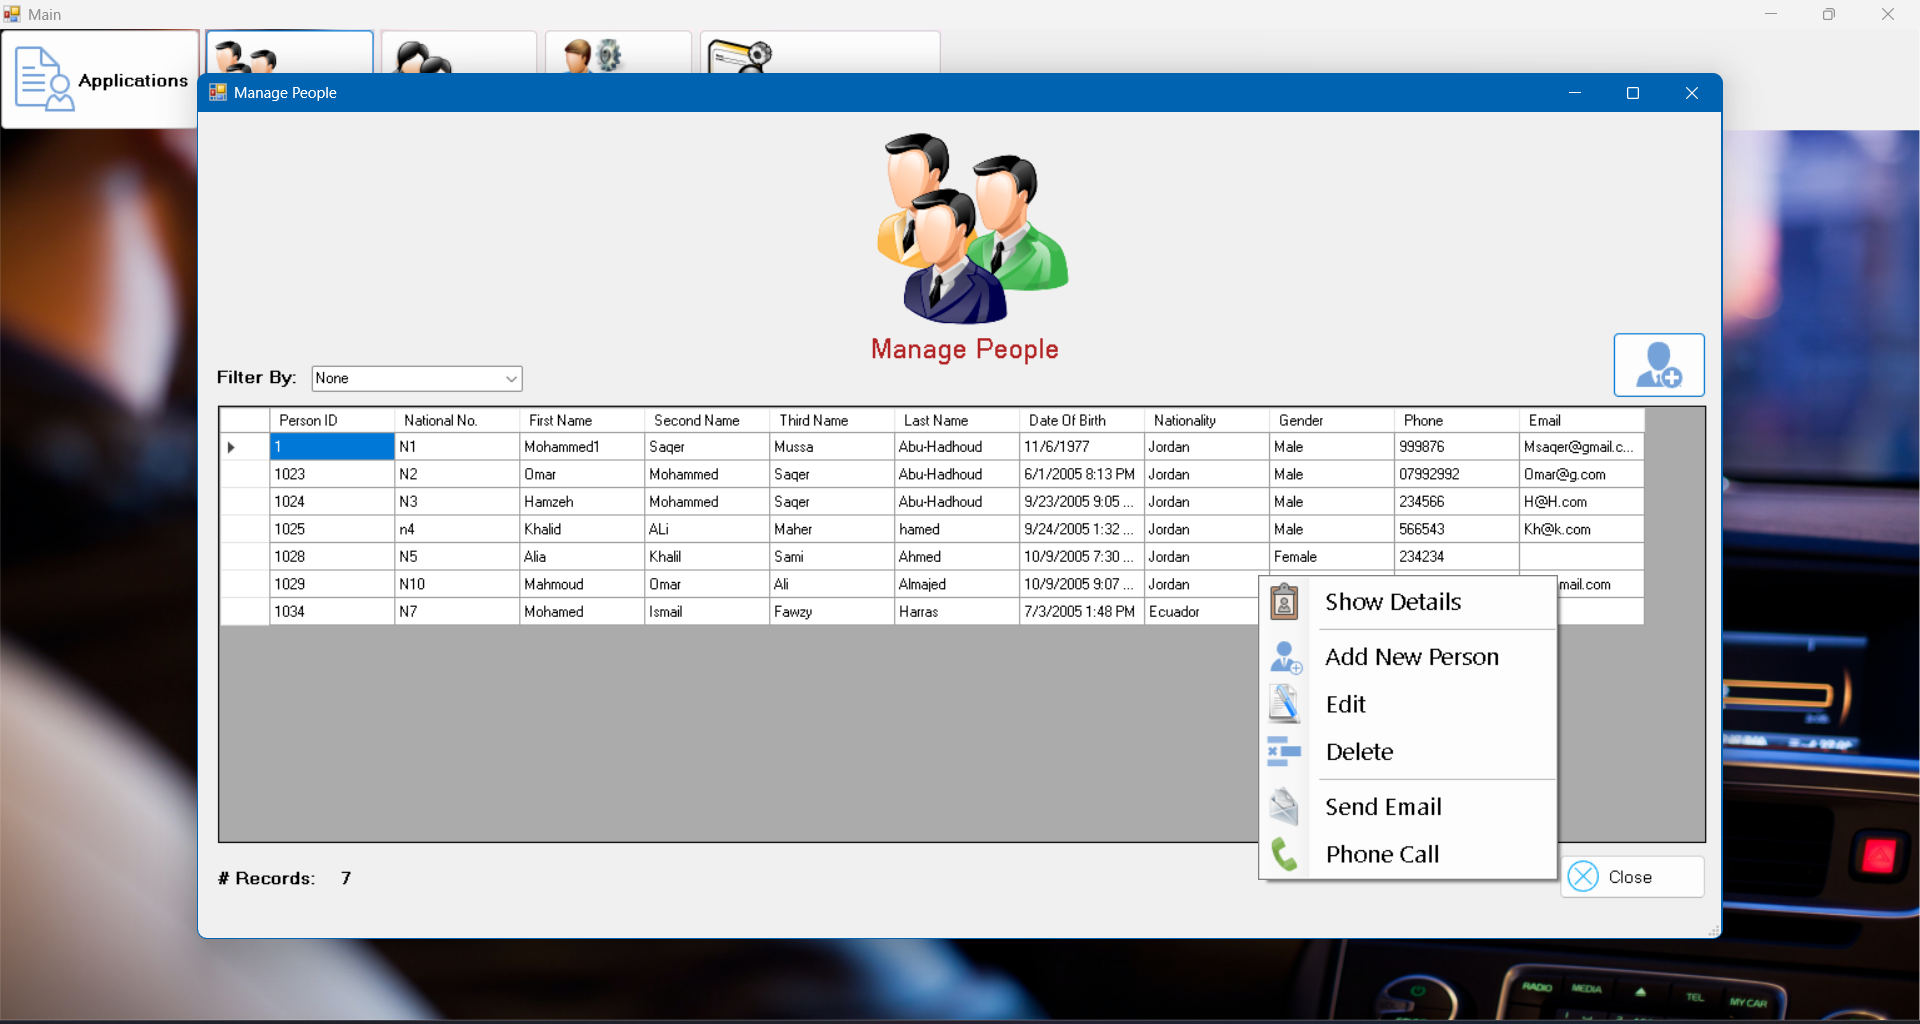 Main
Applications
Manage People
Manage People
Filter By: None
Person ID National No. First Name Second Name Third Name Last Name Date Of Birth Nationality Gender Phone Email
1 N1 Mohammed1 Saqer Mussa Abu-Hadhoud 11/6/1977 Jordan Male 999876 Msaqer@gmail.c...
1023 N2 Omar Mohammed Saqer Abu-Hadhoud 6/1/2005 8:13 PM Jordan Male 07992992 Omar@g.com
1024 N3 Hamzeh Mohammed Saqer Abu-Hadhoud 9/23/2005 9:05 ... Jordan Male 234566 H@H.com
1025 n4 Khalid ALi Maher hamed 9/24/2005 1:32 ... Jordan Male 566543 Kh@k.com
1028 N5 Alia Khalil Sami Ahmed 10/9/2005 7:30 ... Jordan Female 234234
1029 N10 Mahmoud Omar Ali Almajed 10/9/2005 9:07 ... Jordan mail.com
1034 N7 Mohamed Ismail Fawzy Harras 7/3/2005 1:48 PM Ecuador
Show Details
Add New Person
Edit
Delete
Send Email
Phone Call
# Records: 7
Close
RADIO MEDIA TEL MY CAR